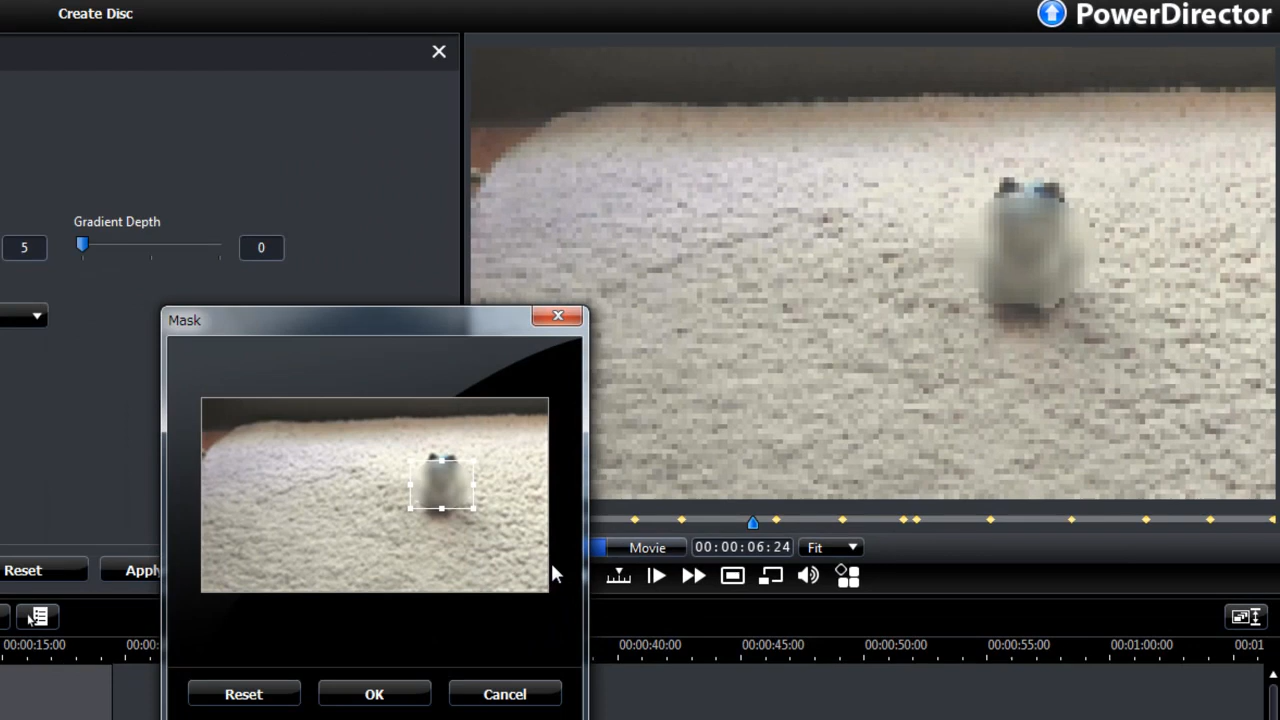 Create Disc
PowerDirector
Gradient Depth
5
0
Mask
Movie
00:00:06:24
Fit
Reset
Apply
00:00:15:00
00:00:
00:00:40:00
00:00:45:00
00:00:50:00
00:00:55:00
00:01:00:00
00:01
Reset
OK
Cancel